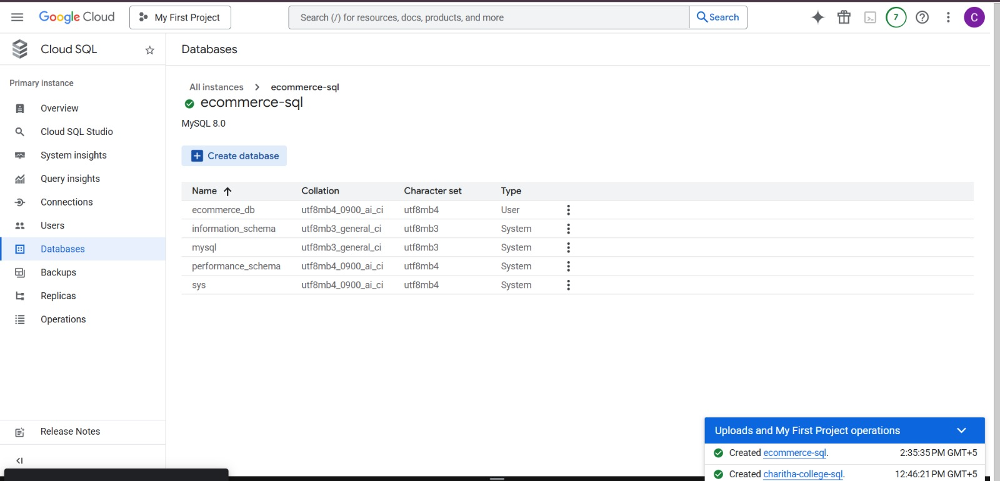 Google Cloud
My First Project
Search (/) for resources, docs, products, and more
Search
7
C
Cloud SQL
Databases
Primary instance
Overview
Cloud SQL Studio
System insights
Query insights
Connections
Users
Databases
Backups
Replicas
Operations
Release Notes
All instances > ecommerce-sql
ecommerce-sql
MySQL 8.0
Create database
Name Collation Character set Type
ecommerce_db utf8mb4_0900_ai_ci utf8mb4 User
information_schema utf8mb3_general_ci utf8mb3 System
mysql utf8mb3_general_ci utf8mb3 System
performance_schema utf8mb4_0900_ai_ci utf8mb4 System
sys utf8mb4_0900_ai_ci utf8mb4 System
Uploads and My First Project operations
Created ecommerce-sql. 2:35:35 PM GMT+5
Created charitha-college-sql. 12:46:21 PM GMT+5